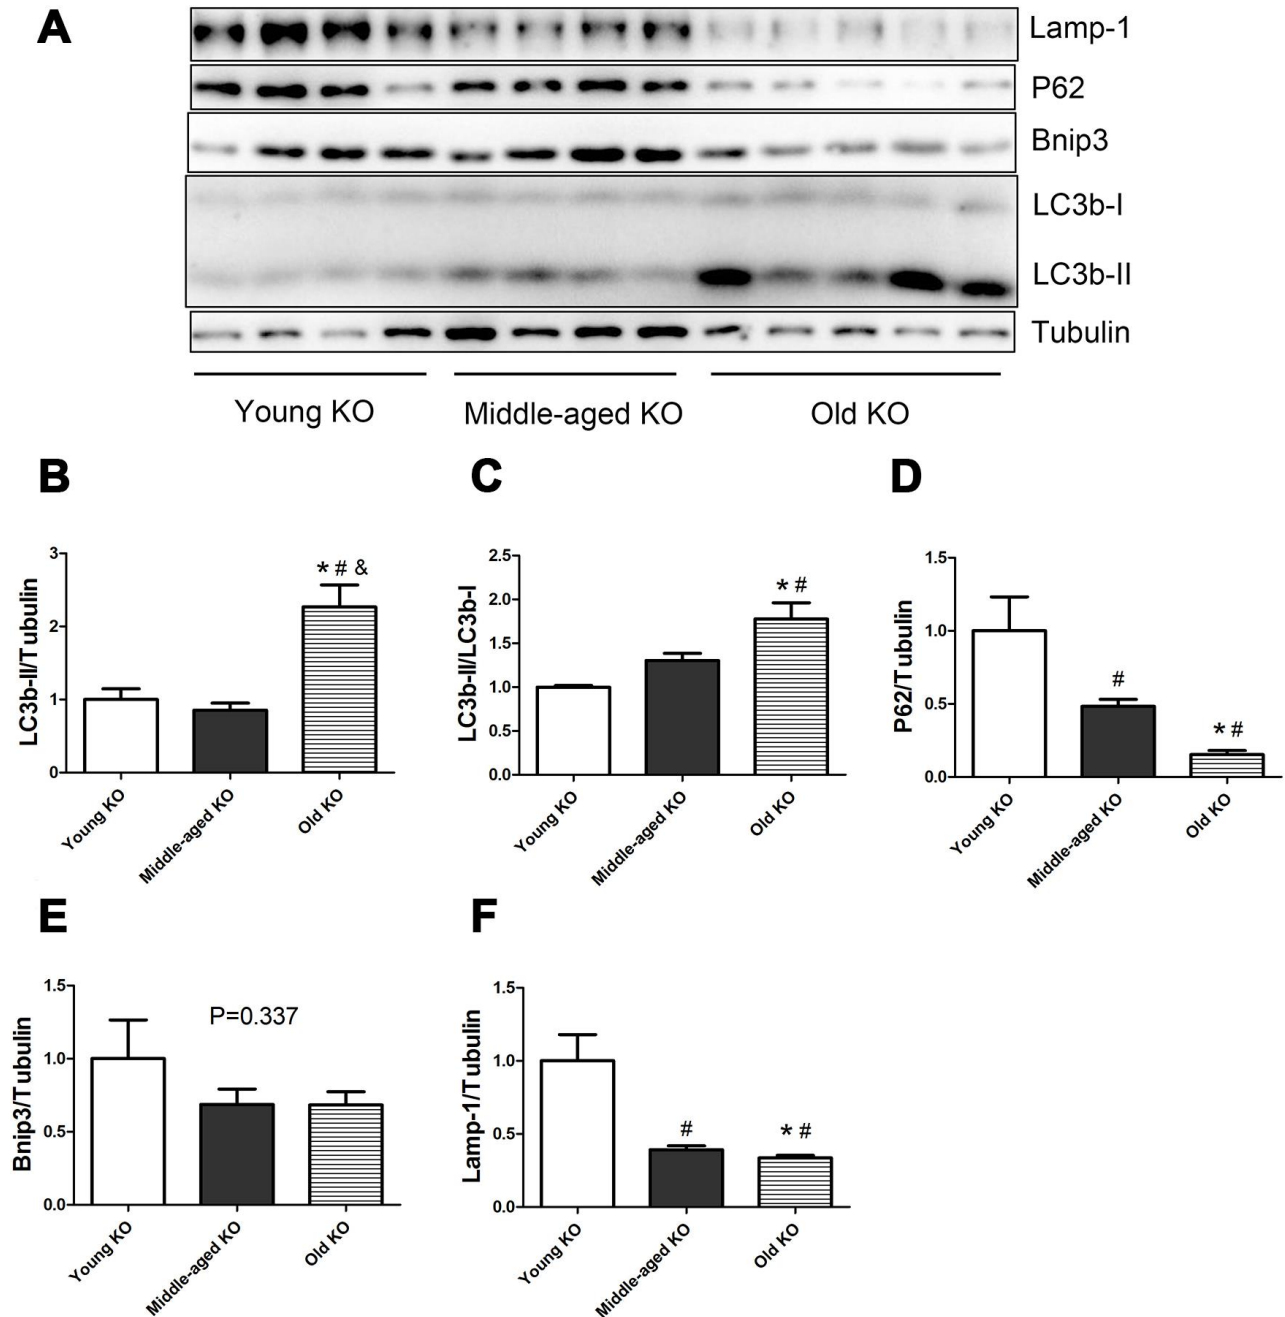 A
Lamp-1
P62
Bnip3
LC3b-I
LC3b-II
Tubulin
Young KO Middle-aged KO Old KO
B
LC3b-II/Tubulin
3
2
1
0
* # &
Young KO
Middle-aged KO
Old KO
C
LC3b-II/LC3b-I
2.5
2.0
1.5
1.0
0.5
0.0
* #
Young KO
Middle-aged KO
Old KO
D
P62/Tubulin
1.5
1.0
0.5
0.0
#
* #
Young KO
Middle-aged KO
Old KO
E
Bnip3/Tubulin
1.5
1.0
0.5
0.0
P=0.337
Young KO
Middle-aged KO
Old KO
F
Lamp-1/Tubulin
1.5
1.0
0.5
0.0
#
* #
Young KO
Middle-aged KO
Old KO